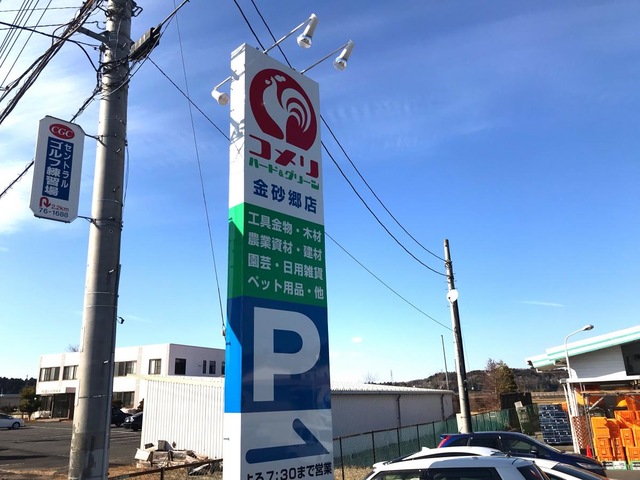 CGC
セントラル
ゴルフ練習場
2.2km
76-1688
コメリ
ハード&グリーン
金砂郷店
工具金物・木材
農業資材・建材
園芸・日用雑貨
ペット用品・他
P
よる7:30まで営業